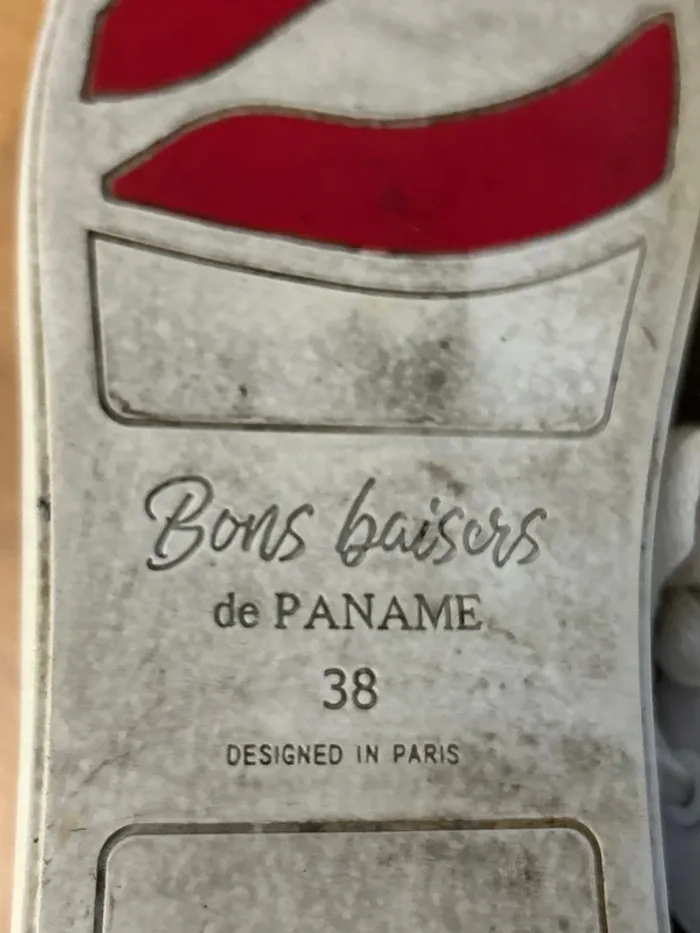 Bons baisers
de PANAME
38
DESIGNED IN PARIS